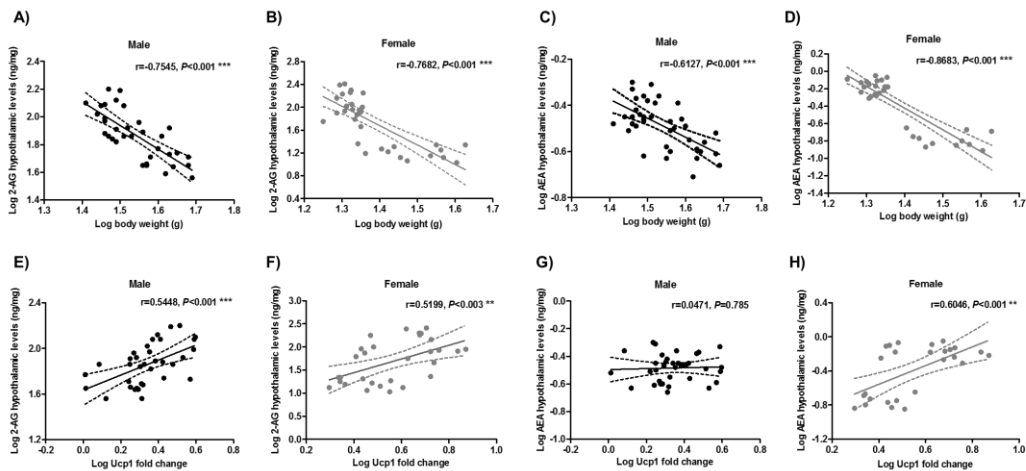 A)
Male
r=-0.7545, P<0.001 ***
Log 2-AG hypothalamic levels (ng/mg)
2.4
2.2
2.0
1.8
1.6
1.4
1.3 1.4 1.5 1.6 1.7 1.8
Log body weight (g)
B)
Female
r=-0.7682, P<0.001 ***
Log 2-AG hypothalamic levels (ng/mg)
2.8
2.4
2.0
1.6
1.2
0.8
0.4
1.2 1.3 1.4 1.5 1.6 1.7
Log body weight (g)
C)
Male
r=-0.6127, P<0.001 ***
Log AEA hypothalamic levels (ng/mg)
-0.2
-0.4
-0.6
-0.8
1.3 1.4 1.5 1.6 1.7 1.8
Log body weight (g)
D)
Female
r=-0.8683, P<0.001 ***
Log AEA hypothalamic levels (ng/mg)
0.2
-0.0
-0.2
-0.4
-0.6
-0.8
-1.0
-1.2
-1.4
1.2 1.3 1.4 1.5 1.6 1.7
Log body weight (g)
E)
Male
r=0.5448, P<0.001 ***
Log 2-AG hypothalamic levels (ng/mg)
2.4
2.0
1.6
1.2
0.0 0.2 0.4 0.6 0.8 1.0
Log Ucp1 fold change
F)
Female
r=0.5199, P<0.003 **
Log 2-AG hypothalamic levels (ng/mg)
3.0
2.5
2.0
1.5
1.0
0.5
0.0
0.2 0.4 0.6 0.8 1.0
Log Ucp1 fold change
G)
Male
r=0.0471, P=0.785
Log AEA hypothalamic levels (ng/mg)
-0.0
-0.2
-0.4
-0.6
-0.8
-1.0
0.0 0.2 0.4 0.6 0.8 1.0
Log Ucp1 fold change
H)
Female
r=0.6046, P<0.001 **
Log AEA hypothalamic levels (ng/mg)
0.4
-0.0
-0.4
-0.8
-1.2
0.2 0.4 0.6 0.8 1.0
Log Ucp1 fold change